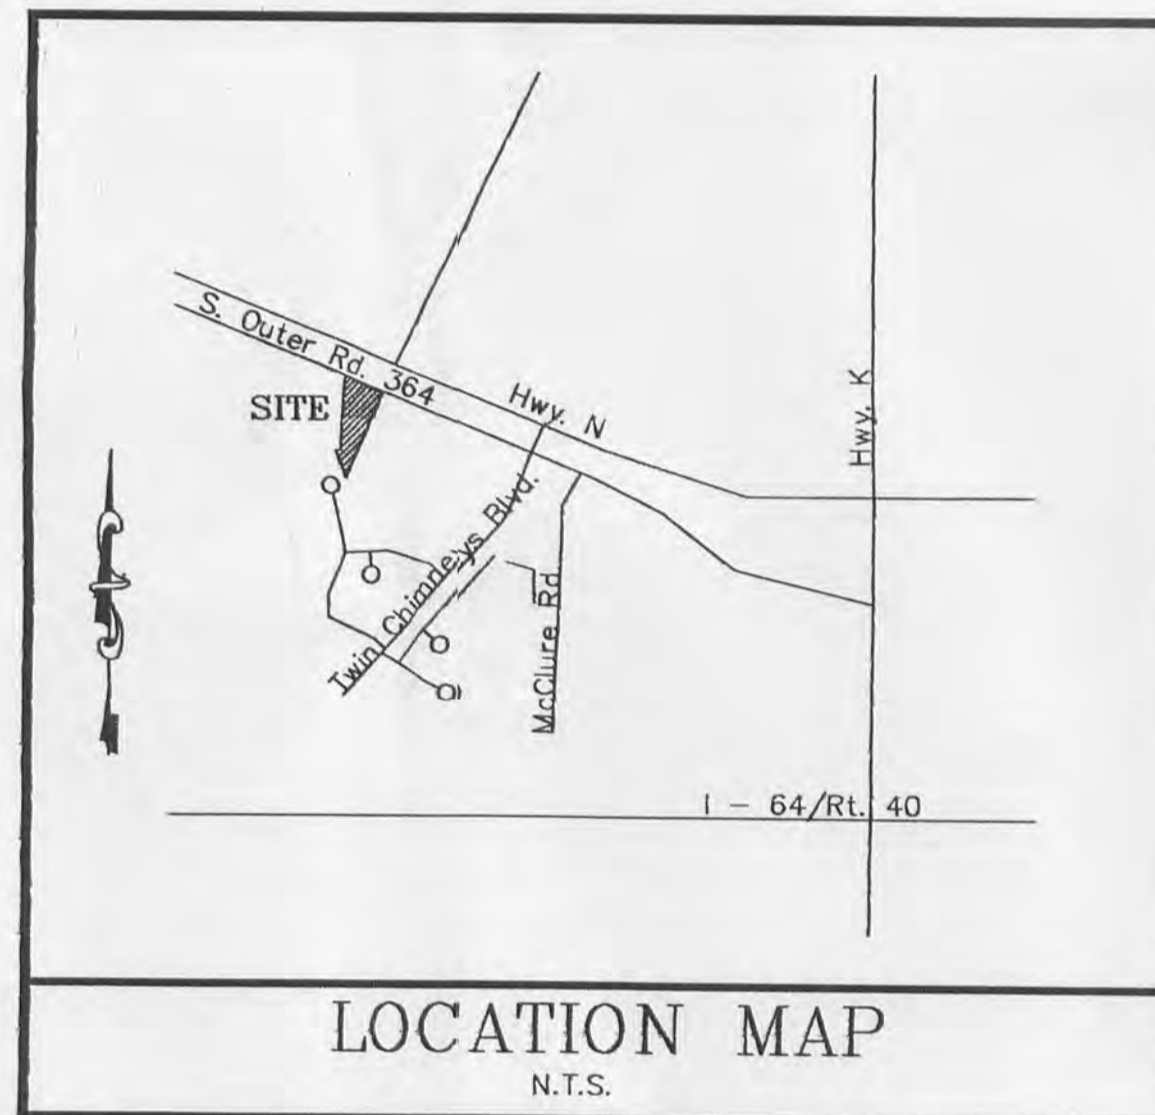 S. Outer Rd. 364
SITE
Hwy. N
Hwy. K
Twin Chimneys Blvd.
McClure Rd
I - 64/Rt. 40
LOCATION MAP
N.T.S.